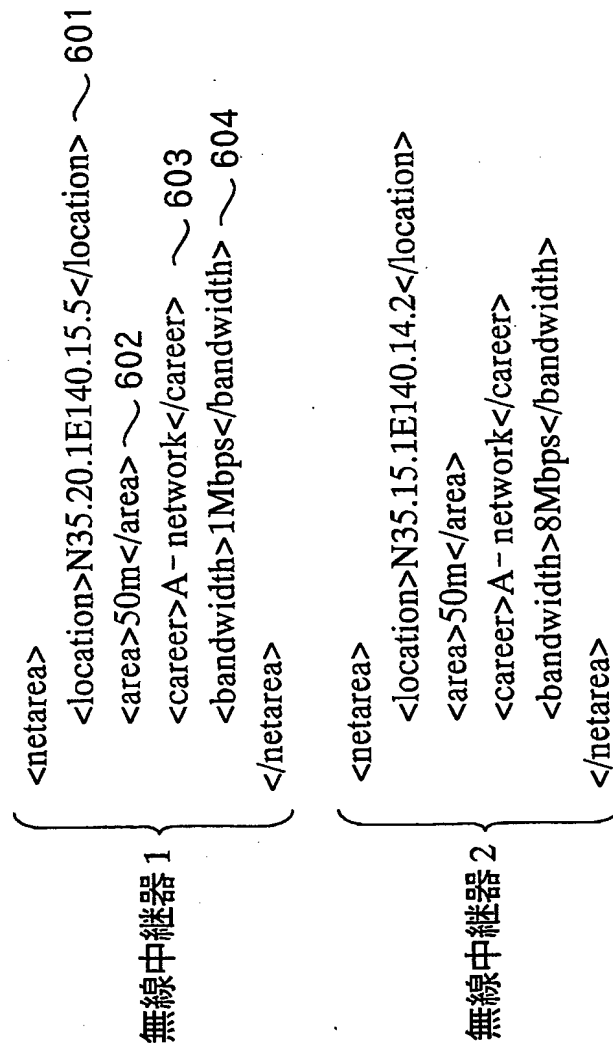 無線中継器 1
<netarea>
<location>N35.20.1E140.15.5</location> ~ 601
<area>50m</area> ~ 602
<career>A- network</career> ~ 603
<bandwidth>1Mbps</bandwidth> ~ 604
</netarea>
無線中継器 2
<netarea>
<location>N35.15.1E140.14.2</location>
<area>50m</area>
<career>A- network</career>
<bandwidth>8Mbps</bandwidth>
</netarea>